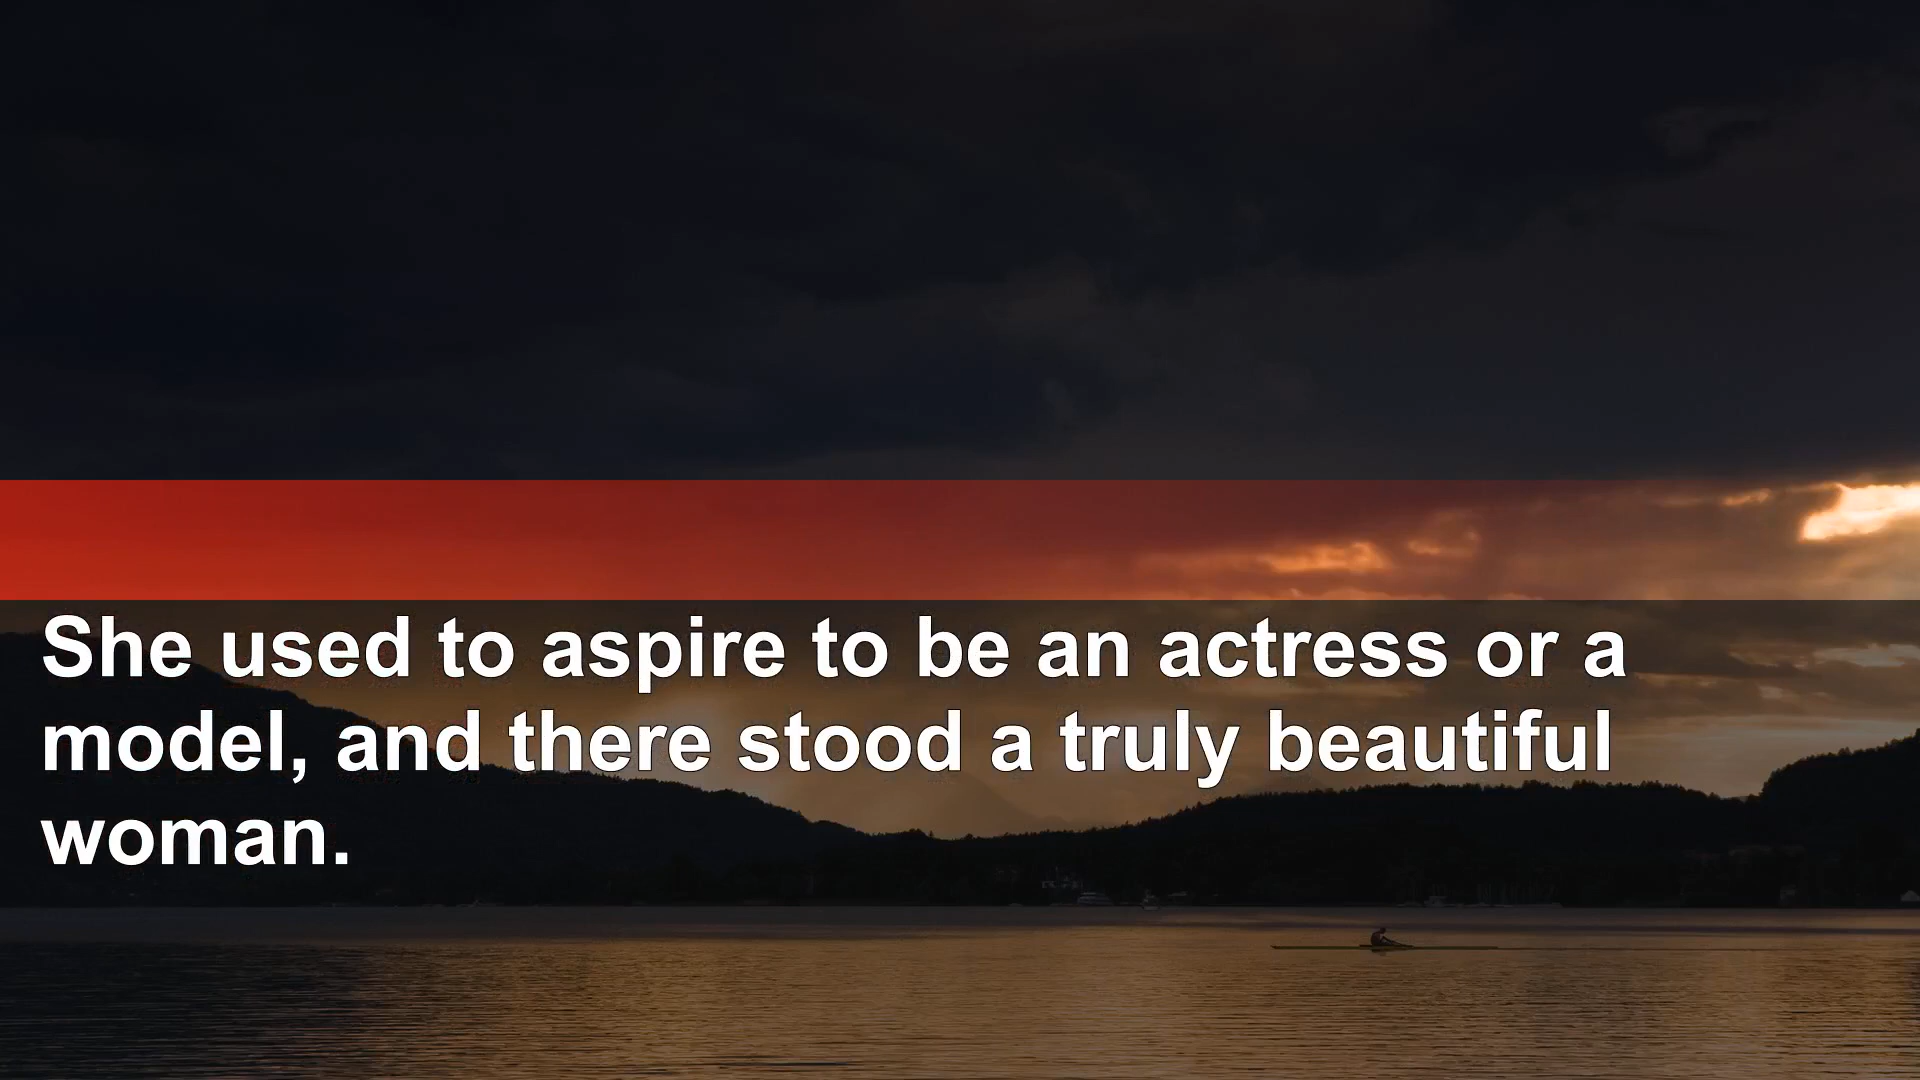 She used to aspire to be an actress or a
model, and there stood a truly beautiful
woman.